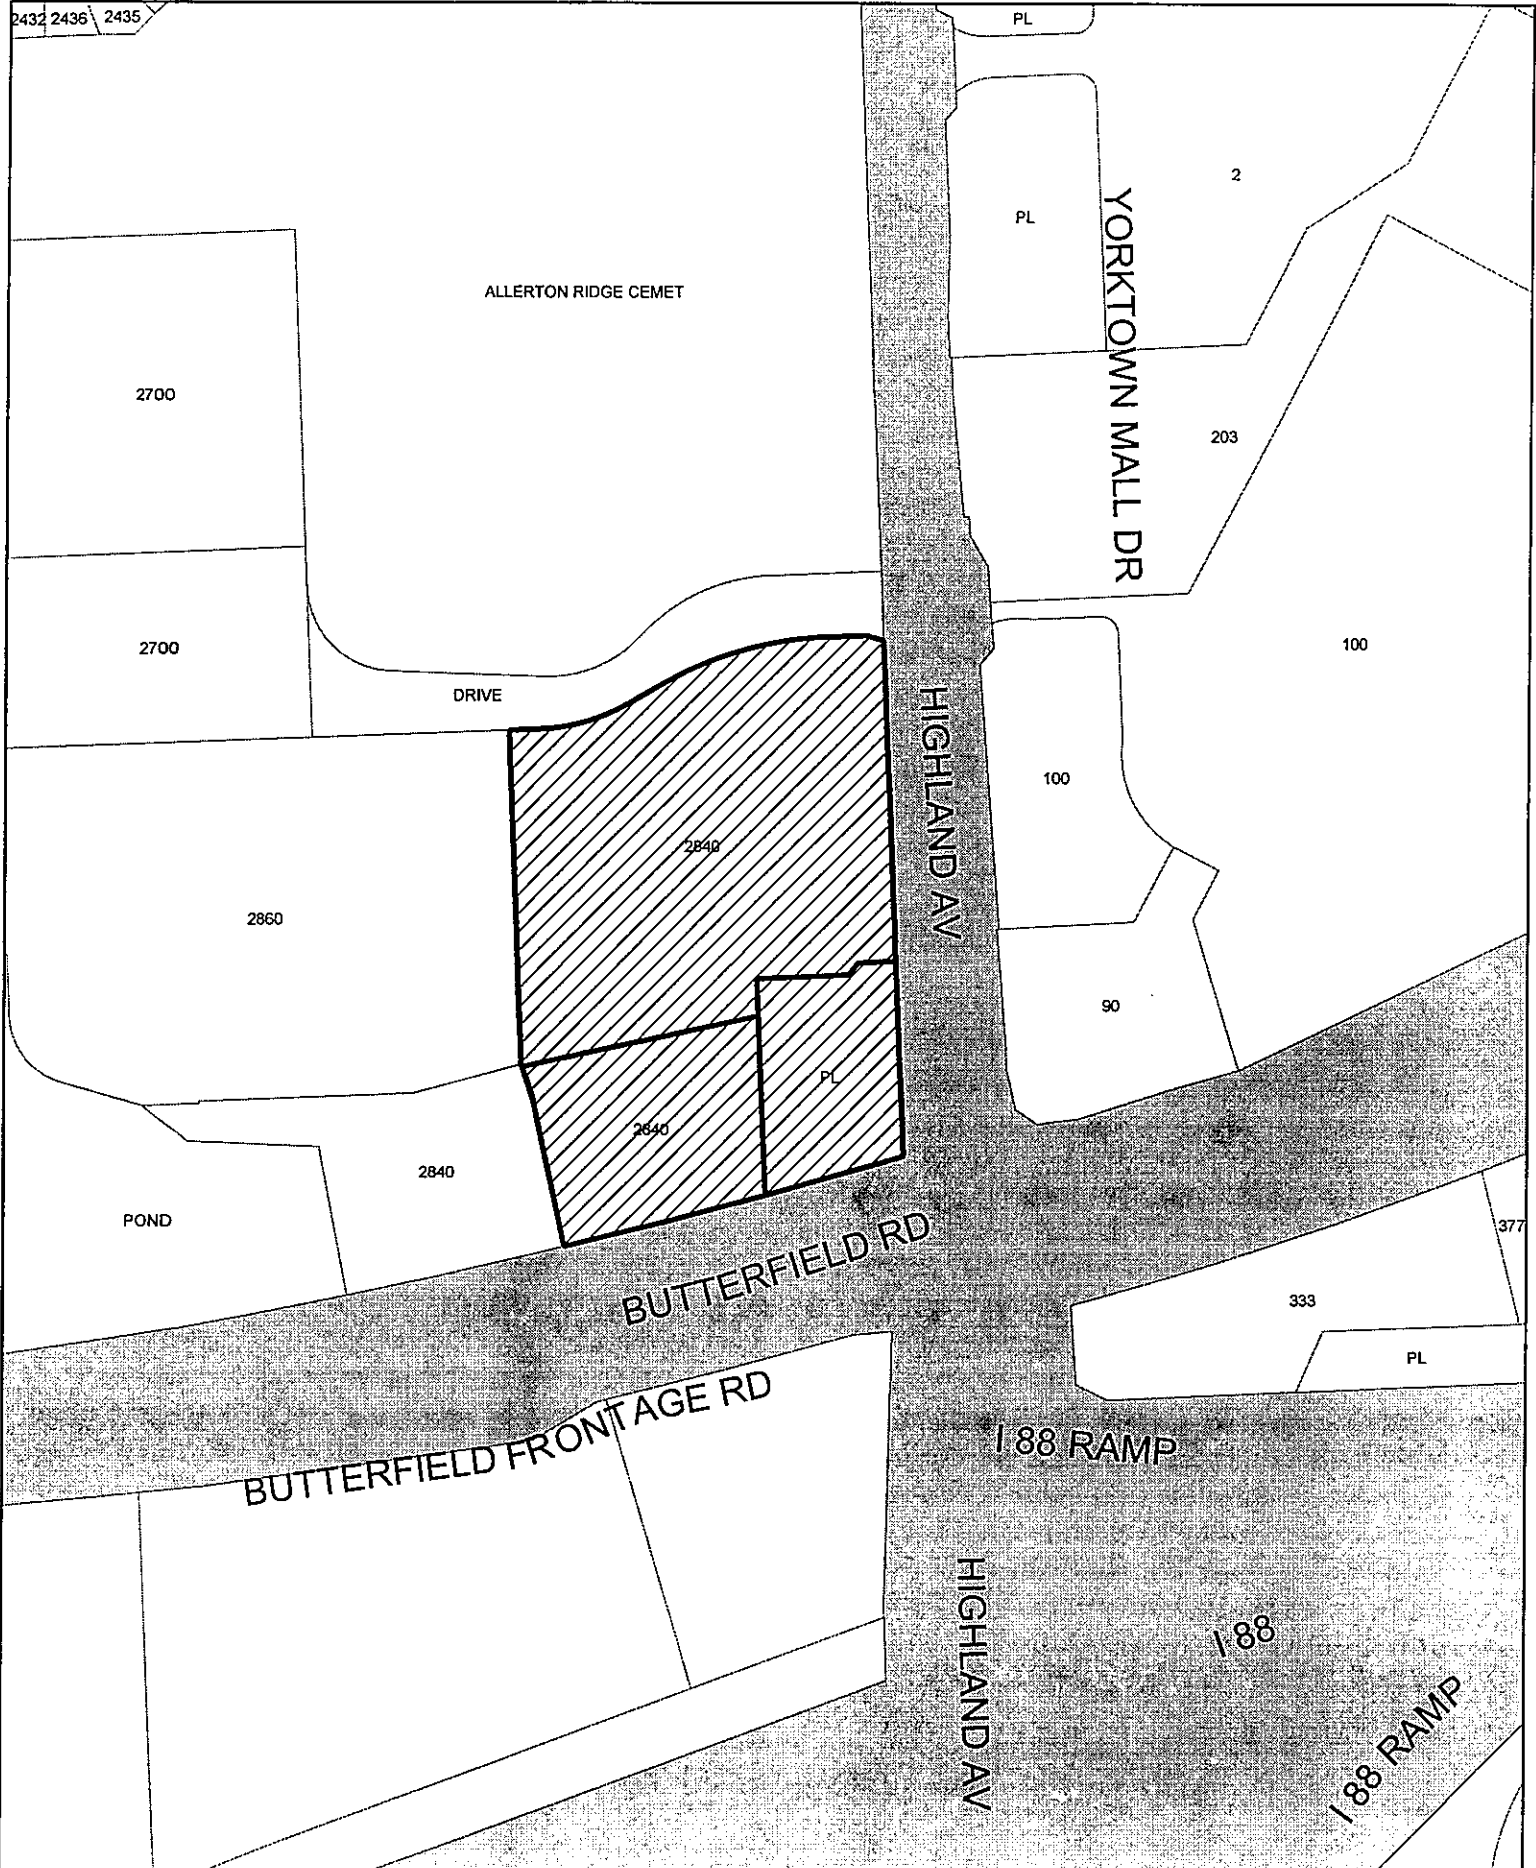 2432 2436 2435
PL
2
PL
YORKTOWN MALL DR
ALLERTON RIDGE CEMET
2700
203
2700
100
DRIVE
HIGHLAND AV
100
2840
2860
90
PL
2840
2840
POND
BUTTERFIELD RD
377
333
PL
BUTTERFIELD FRONTAGE RD
I 88 RAMP
HIGHLAND AV
I 88
I 88 RAMP